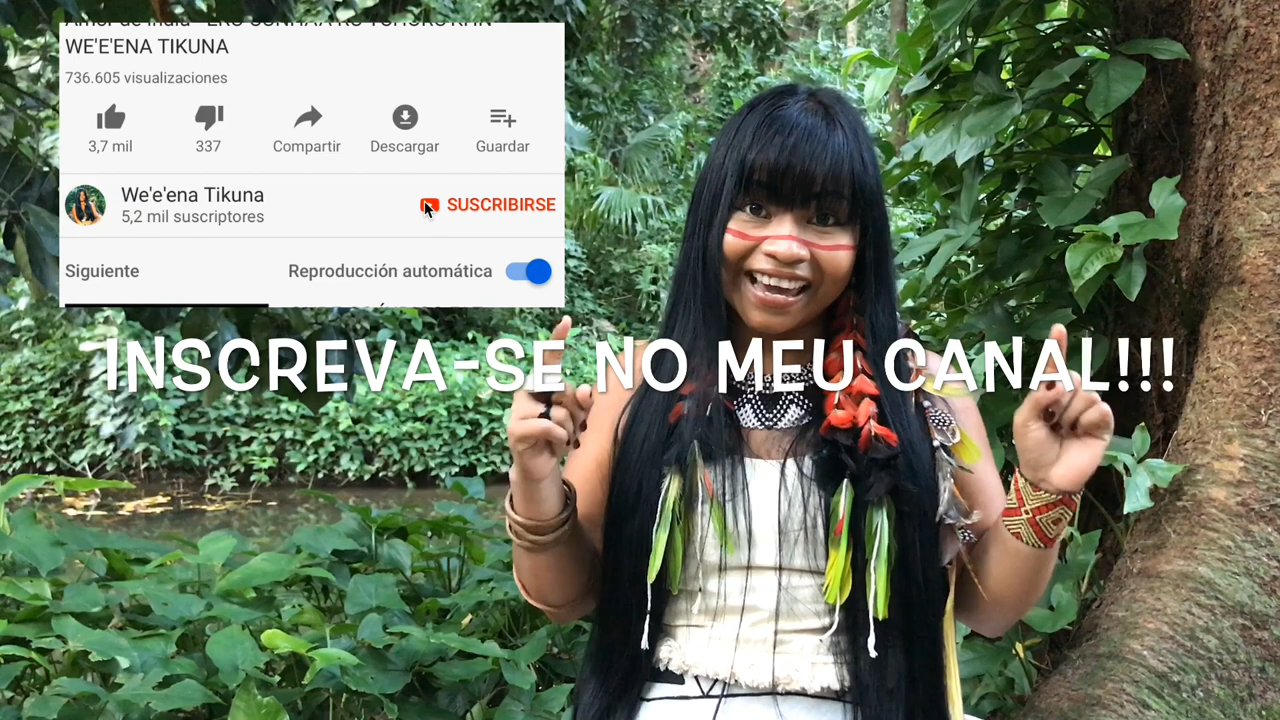 WE'E'ENA TIKUNA
736.605 visualizaciones
3,7 mil 337 Compartir Descargar Guardar
We'e'ena Tikuna
5,2 mil suscriptores
SUSCRIBIRSE
Siguiente Reproducción automática
INSCREVA-SE NO MEU CANAL!!!